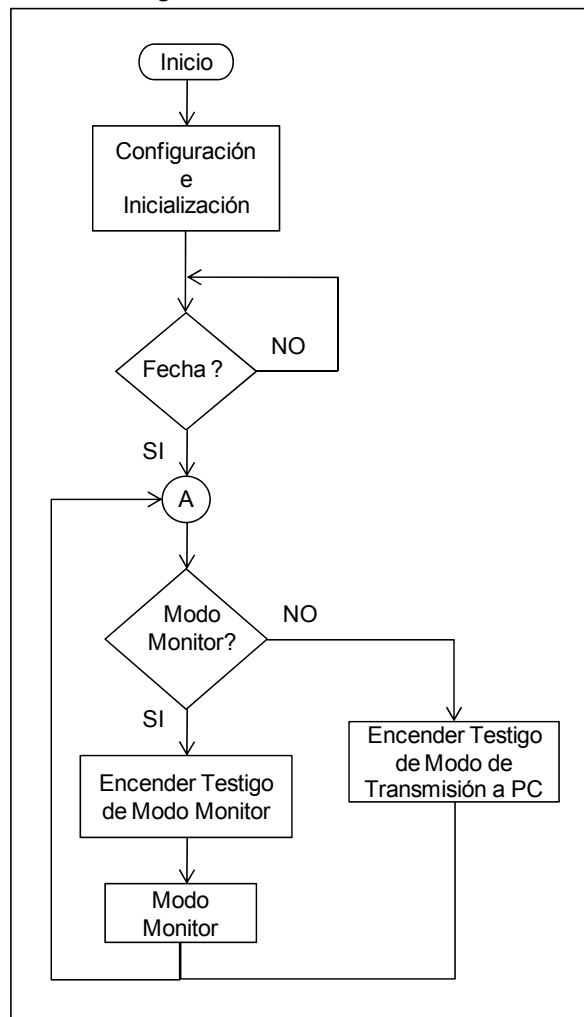 Inicio
Configuración
e
Inicialización
NO
Fecha ?
SI
A
Modo
Monitor?
NO
SI
Encender Testigo
de Modo Monitor
Encender Testigo
de Modo de
Transmisión a PC
Modo
Monitor